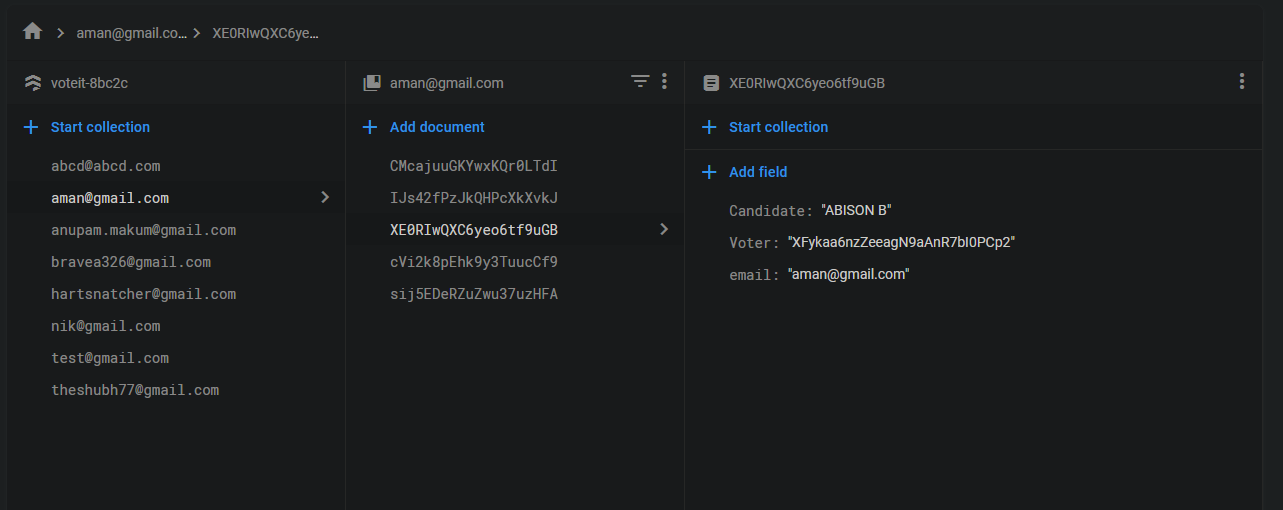 aman@gmail.co… XE0RIwQXC6ye…
voteit-8bc2c
Start collection
abcd@abcd.com
aman@gmail.com
anupam.makum@gmail.com
bravea326@gmail.com
hartsnatcher@gmail.com
nik@gmail.com
test@gmail.com
theshubh77@gmail.com
aman@gmail.com
Add document
CMcajuuGKYwxKQr0LTdI
IJs42fPzJkQHPcXkXvkJ
XE0RIwQXC6yeo6tf9uGB
cVi2k8pEhk9y3TuucCf9
sij5EDeRZuZwu37uzHFA
XE0RIwQXC6yeo6tf9uGB
Start collection
Add field
Candidate: "ABISON B"
Voter: "XFykaa6nzZeeagN9aAnR7bI0PCp2"
email: "aman@gmail.com"